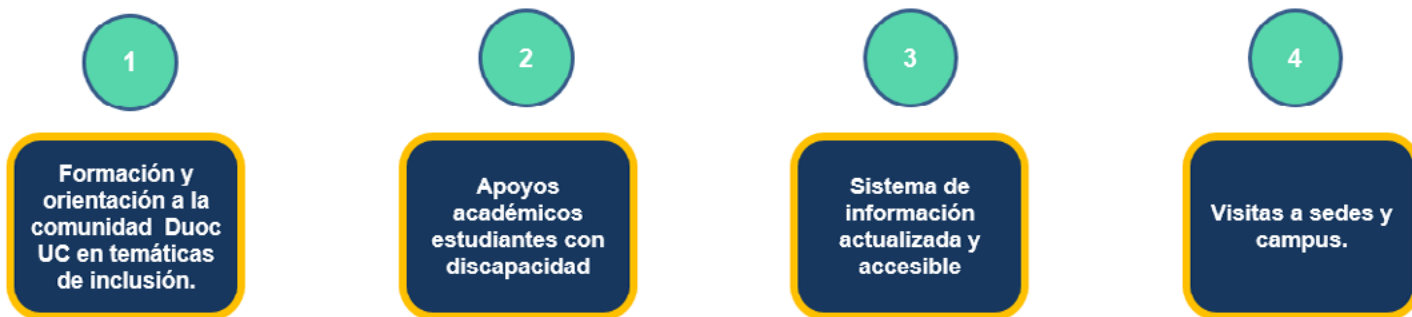 1
2
3
4
Formación y
orientación a la
comunidad Duoc
UC en temáticas
de inclusión.
Apoyos
académicos
estudiantes con
discapacidad
Sistema de
información
actualizada y
accesible
Visitas a sedes y
campus.